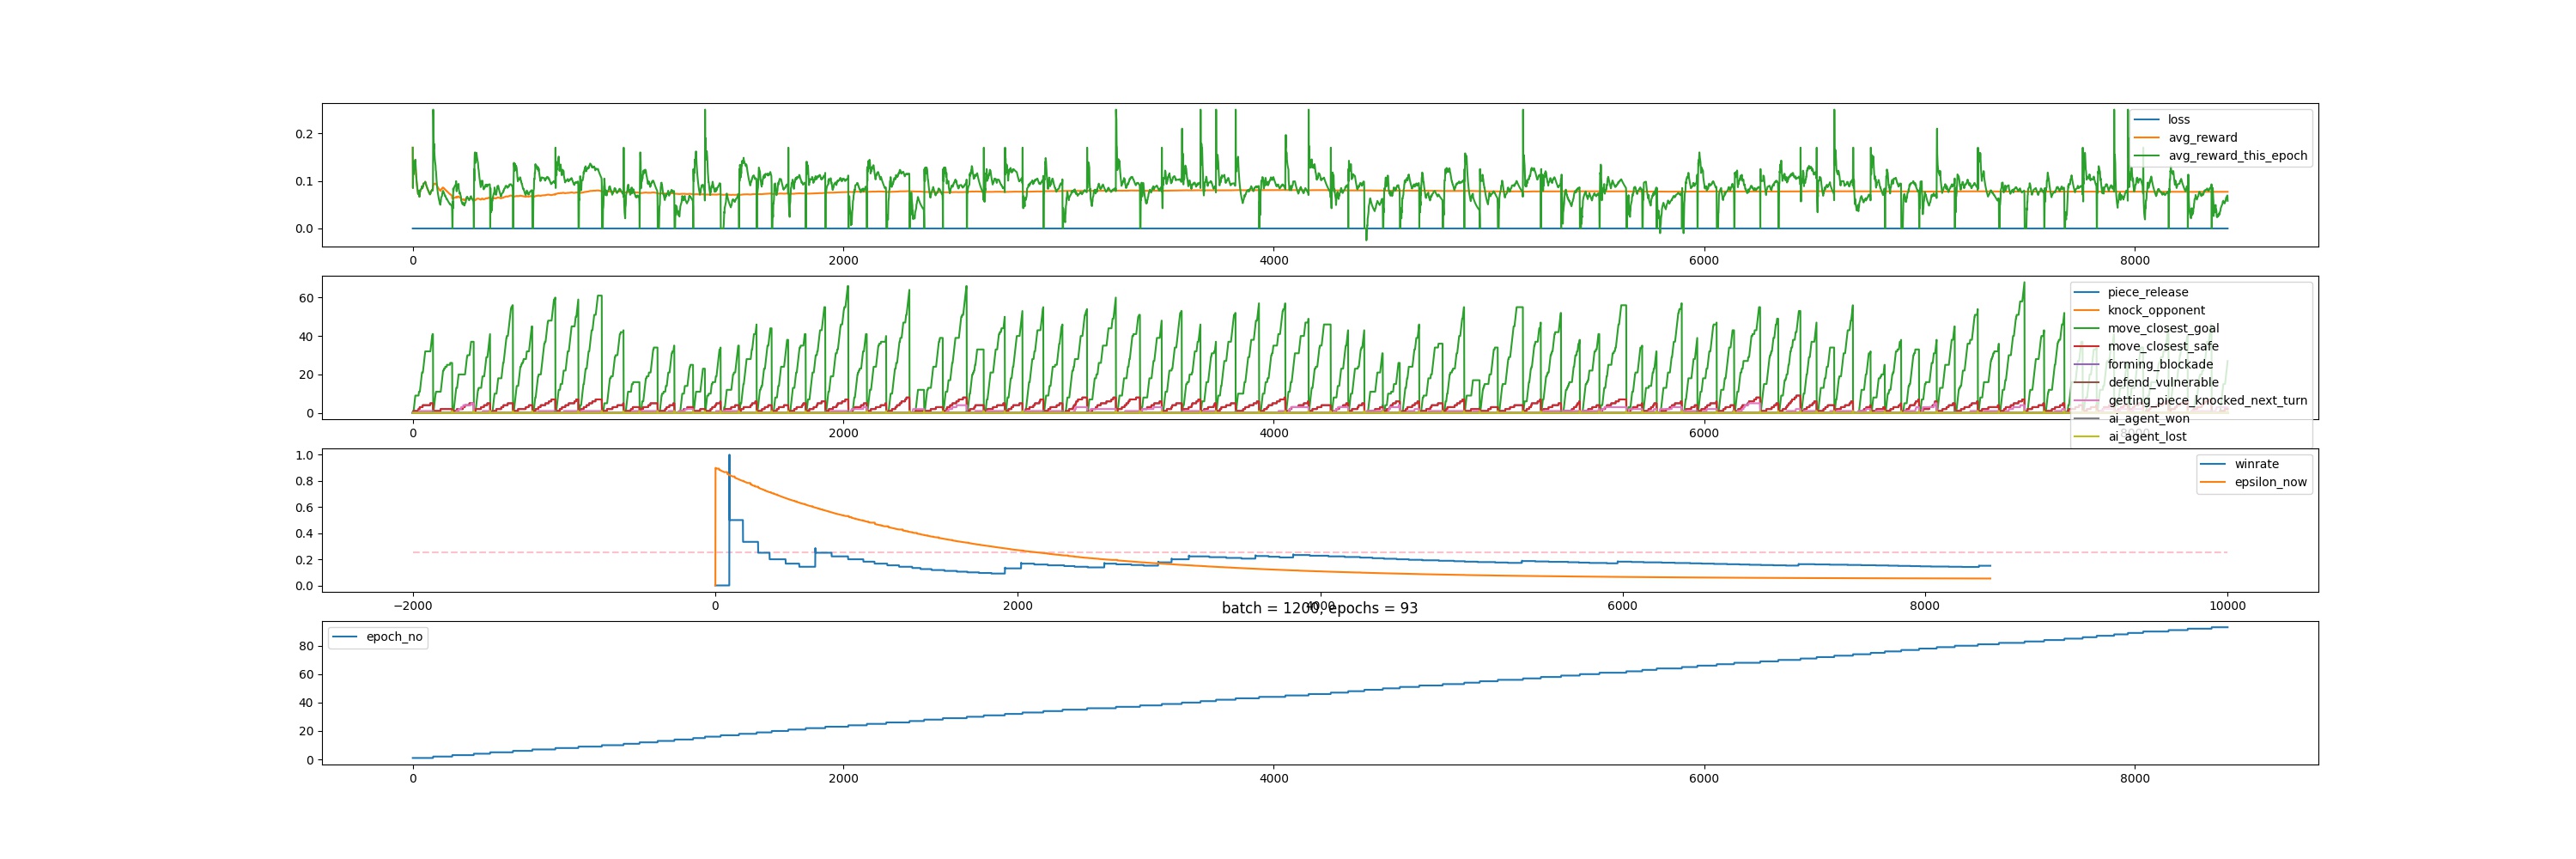 0.2
0.1
0.0
loss
avg_reward
avg_reward_this_epoch
0 2000 4000 6000 8000
60
40
20
0
piece_release
knock_opponent
move_closest_goal
move_closest_safe
forming_blockade
defend_vulnerable
getting_piece_knocked_next_turn
ai_agent_won
ai_agent_lost
0 2000 4000 6000 8000
1.0
0.8
0.6
0.4
0.2
0.0
winrate
epsilon_now
−2000 0 2000 4000 6000 8000 10000
batch = 1200, epochs = 93
80
60
40
20
0
epoch_no
0 2000 4000 6000 8000